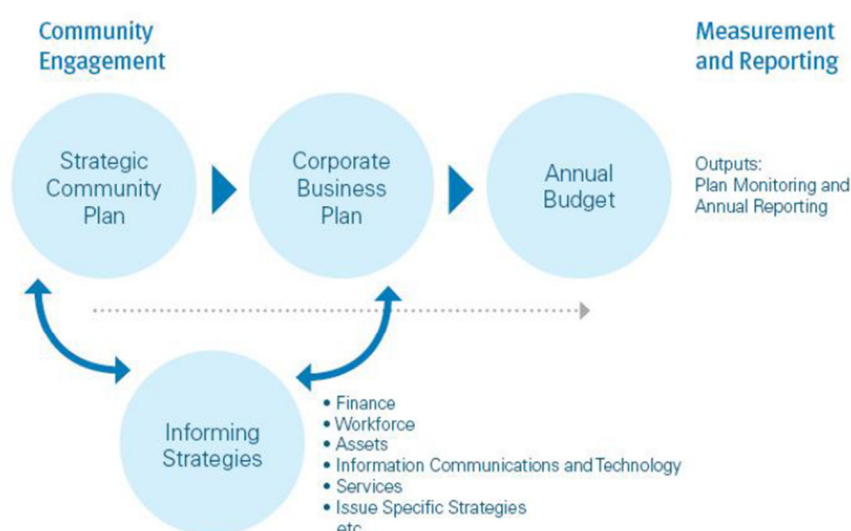 Community
Engagement
Measurement
and Reporting
Strategic
Community
Plan
Corporate
Business
Plan
Annual
Budget
Outputs:
Plan Monitoring and
Annual Reporting
Informing
Strategies
• Finance
• Workforce
• Assets
• Information Communications and Technology
• Services
• Issue Specific Strategies
etc